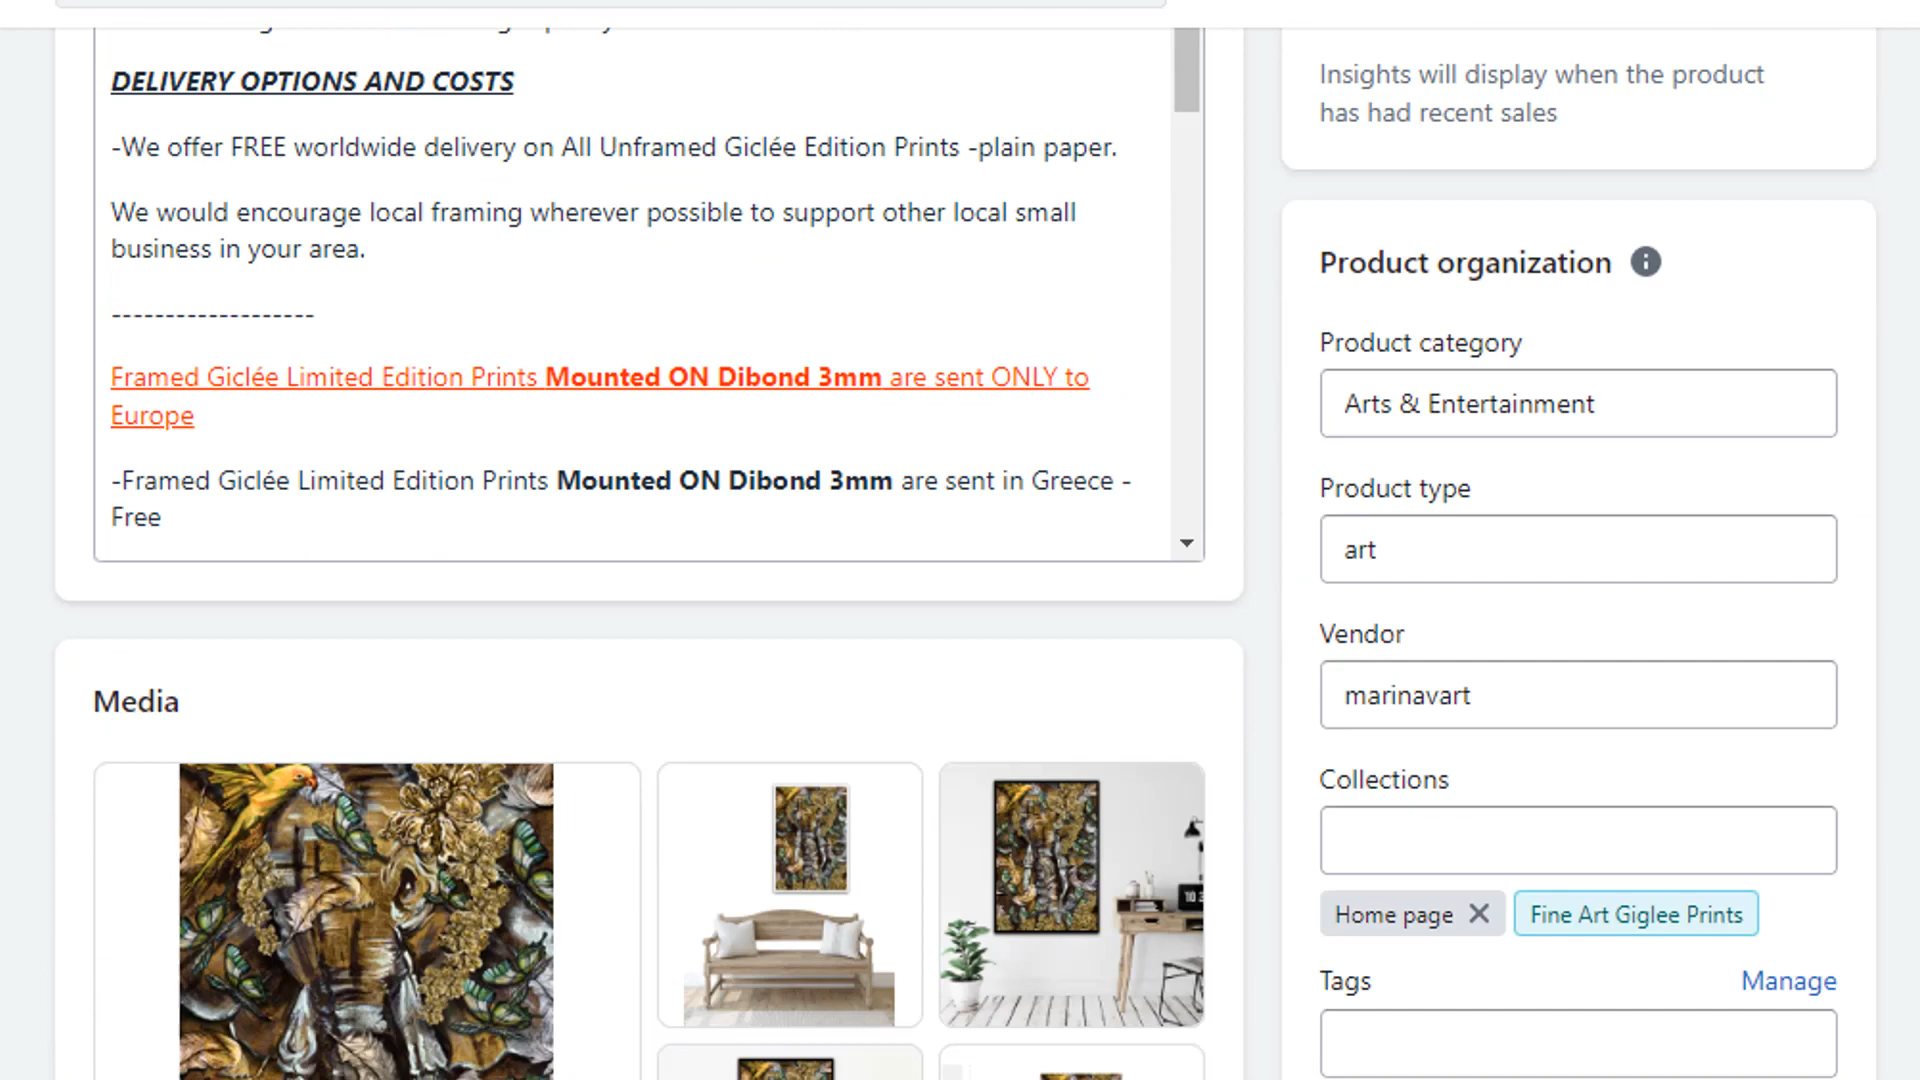 DELIVERY OPTIONS AND COSTS
-We offer FREE worldwide delivery on All Unframed Giclée Edition Prints -plain paper.
We would encourage local framing wherever possible to support other local small
business in your area.
-------------------
Framed Giclée Limited Edition Prints Mounted ON Dibond 3mm are sent ONLY to
Europe
-Framed Giclée Limited Edition Prints Mounted ON Dibond 3mm are sent in Greece -
Free
Media
Insights will display when the product
has had recent sales
Product organization
Product category
Arts & Entertainment
Product type
art
Vendor
marinavart
Collections
Home page
Fine Art Giglee Prints
Tags
Manage